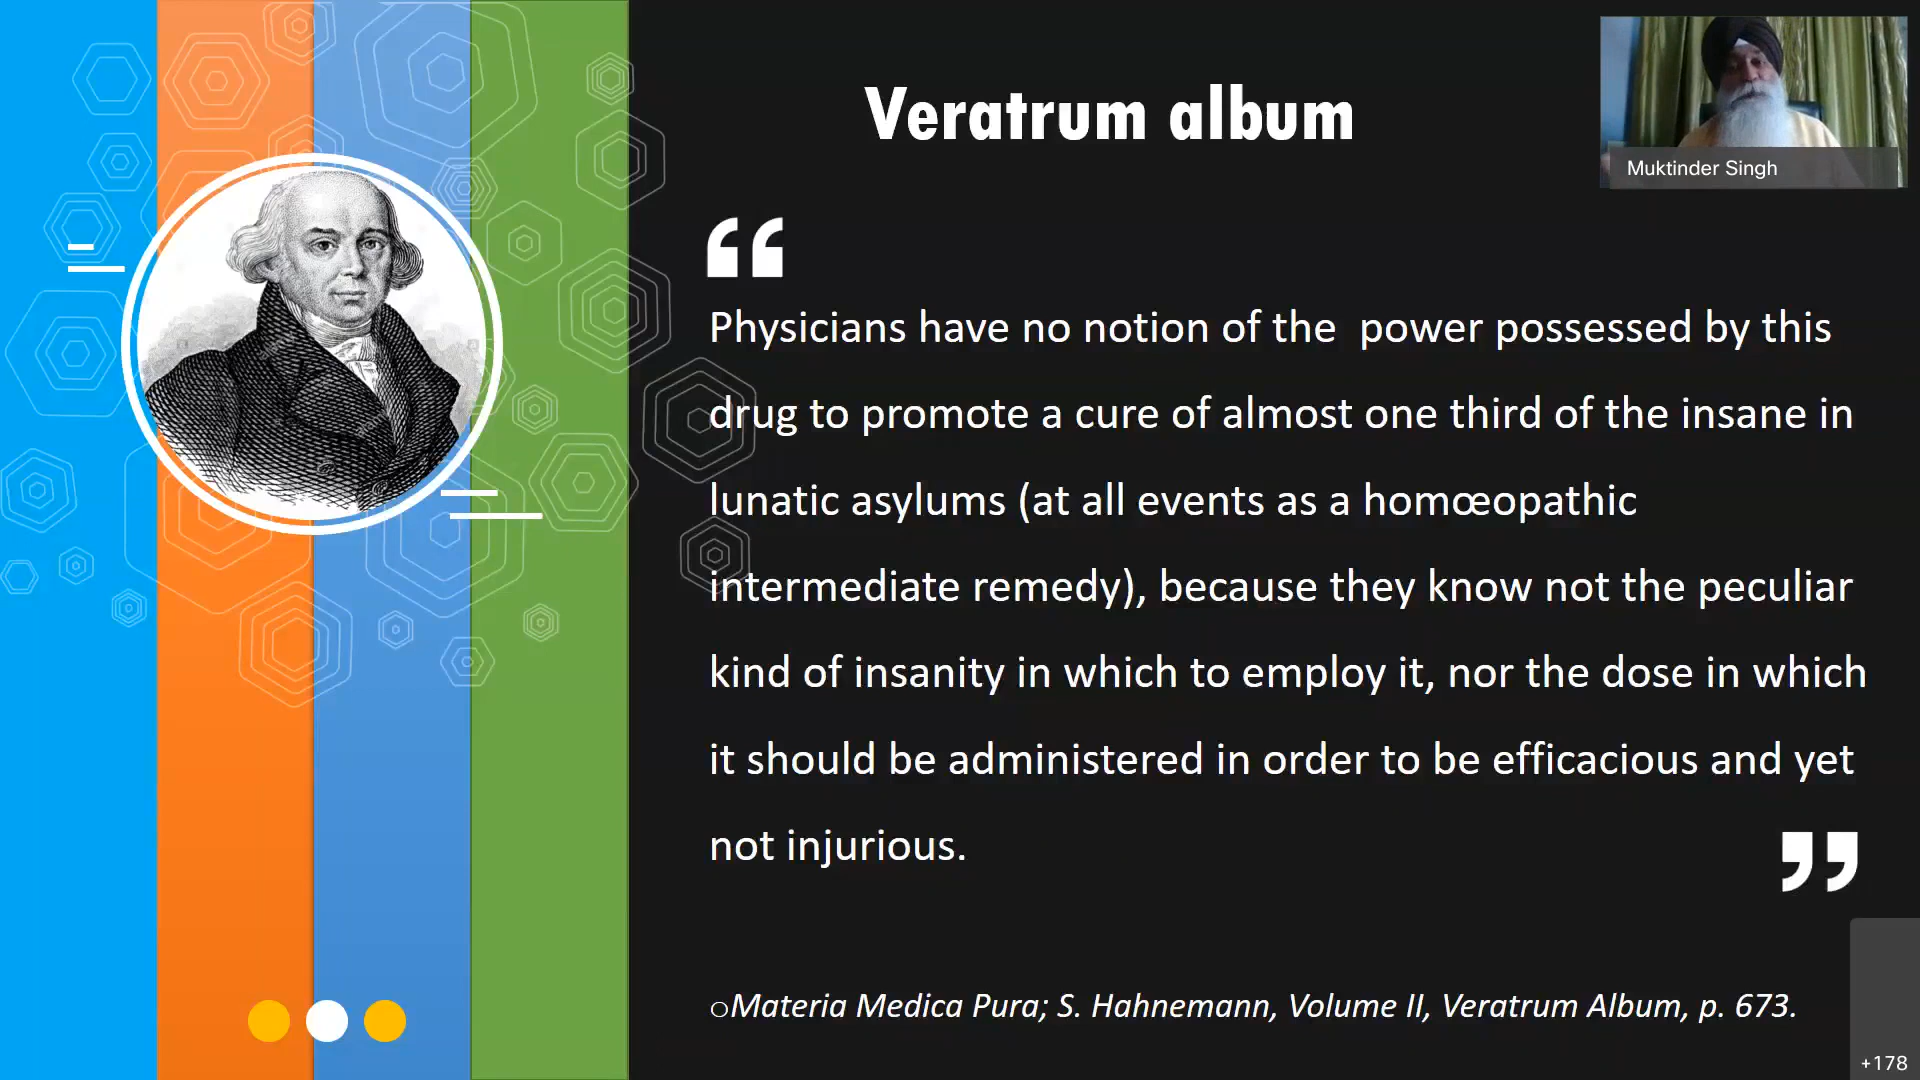 Veratrum album
Muktinder Singh
“
Physicians have no notion of the power possessed by this
drug to promote a cure of almost one third of the insane in
lunatic asylums (at all events as a homœopathic
intermediate remedy), because they know not the peculiar
kind of insanity in which to employ it, nor the dose in which
it should be administered in order to be efficacious and yet
not injurious.
”
oMateria Medica Pura; S. Hahnemann, Volume II, Veratrum Album, p. 673.
+178